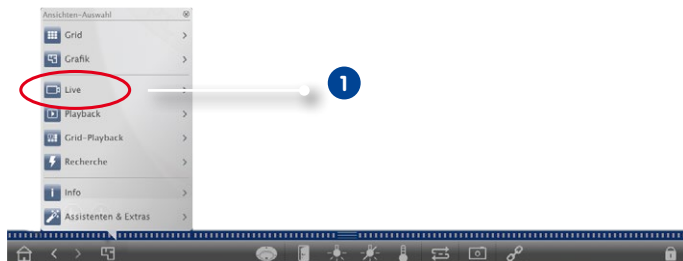 Ansichten-Auswahl
Grid
Grafik
Live
1
Playback
Grid-Playback
Recherche
Info
Assistenten & Extras